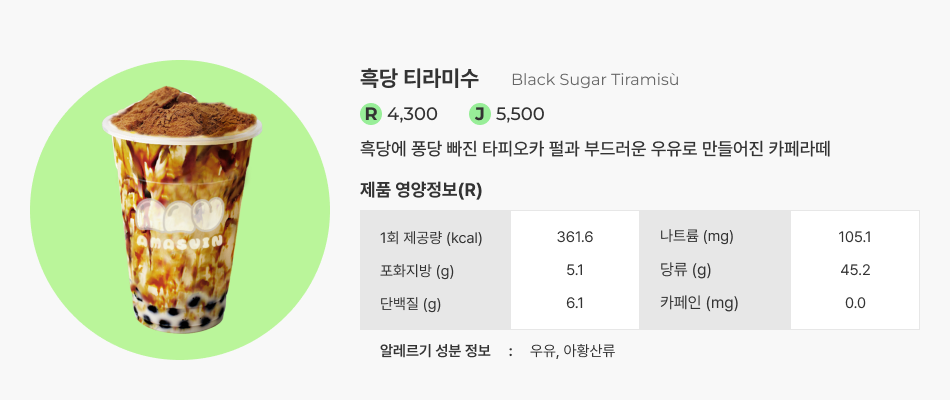 흑당 티라미수 Black Sugar Tiramisù
R 4,300 J 5,500
흑당에 퐁당 빠진 타피오카 펄과 부드러운 우유로 만들어진 카페라떼
제품 영양정보(R)
1회 제공량 (kcal) 361.6 나트륨 (mg) 105.1
포화지방 (g) 5.1 당류 (g) 45.2
단백질 (g) 6.1 카페인 (mg) 0.0
알레르기 성분 정보 : 우유, 아황산류
AMASVIN